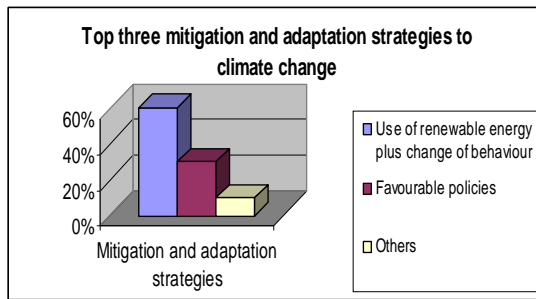 Top three mitigation and adaptation strategies to
climate change
60%
40%
20%
0%
Mitigation and adaptation
strategies
Use of renewable energy
plus change of behaviour
Favourable policies
Others